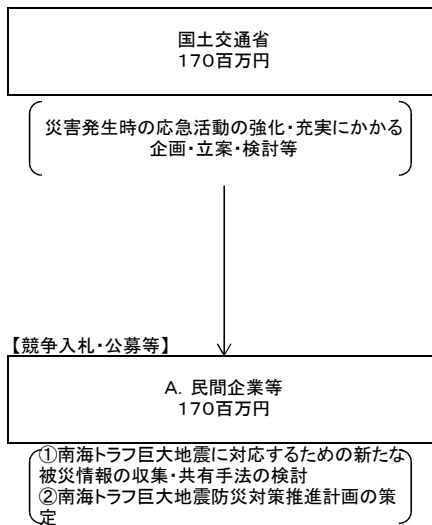 国土交通省
170百万円
災害発生時の応急活動の強化・充実にかかる
企画・立案・検討等
【競争入札・公募等】
A．民間企業等
170百万円
①南海トラフ巨大地震に対応するための新たな
被災情報の収集・共有手法の検討
②南海トラフ巨大地震防災対策推進計画の策
定